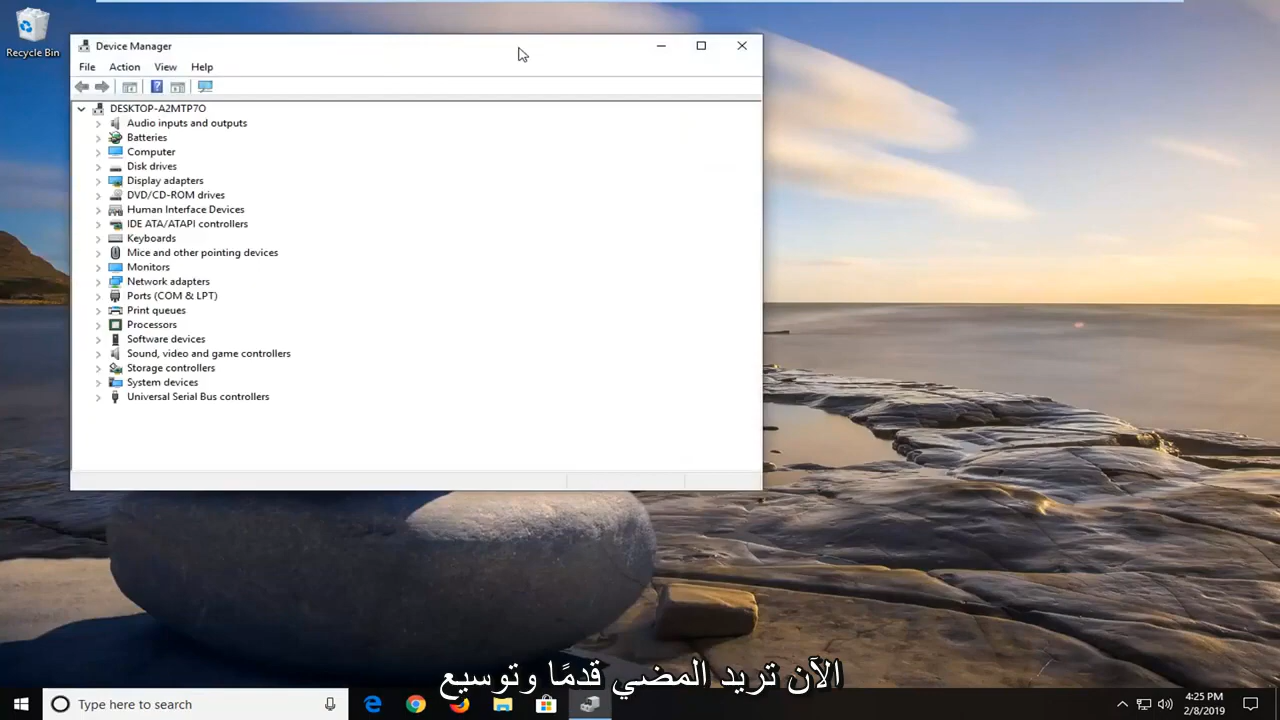 Recycle Bin
Device Manager
File Action View Help
DESKTOP-A2MTP7O
Audio inputs and outputs
Batteries
Computer
Disk drives
Display adapters
DVD/CD-ROM drives
Human Interface Devices
IDE ATA/ATAPI controllers
Keyboards
Mice and other pointing devices
Monitors
Network adapters
Ports (COM & LPT)
Print queues
Processors
Software devices
Sound, video and game controllers
Storage controllers
System devices
Universal Serial Bus controllers
الآن تريد المضي قدمًا وتوسيع
Type here to search
4:25 PM
2/8/2019